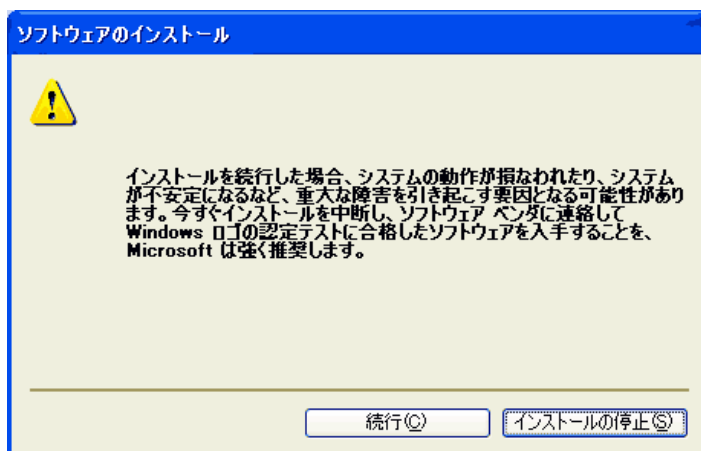 ソフトウェアのインストール
インストールを続行した場合、システムの動作が損なわれたり、システム
が不安定になるなど、重大な障害を引き起こす要因となる可能性があり
ます。今すぐインストールを中断し、ソフトウェア ベンダに連絡して
Windows ロゴの認定テストに合格したソフトウェアを入手することを、
Microsoft は強く推奨します。
続行(C)
インストールの停止(S)